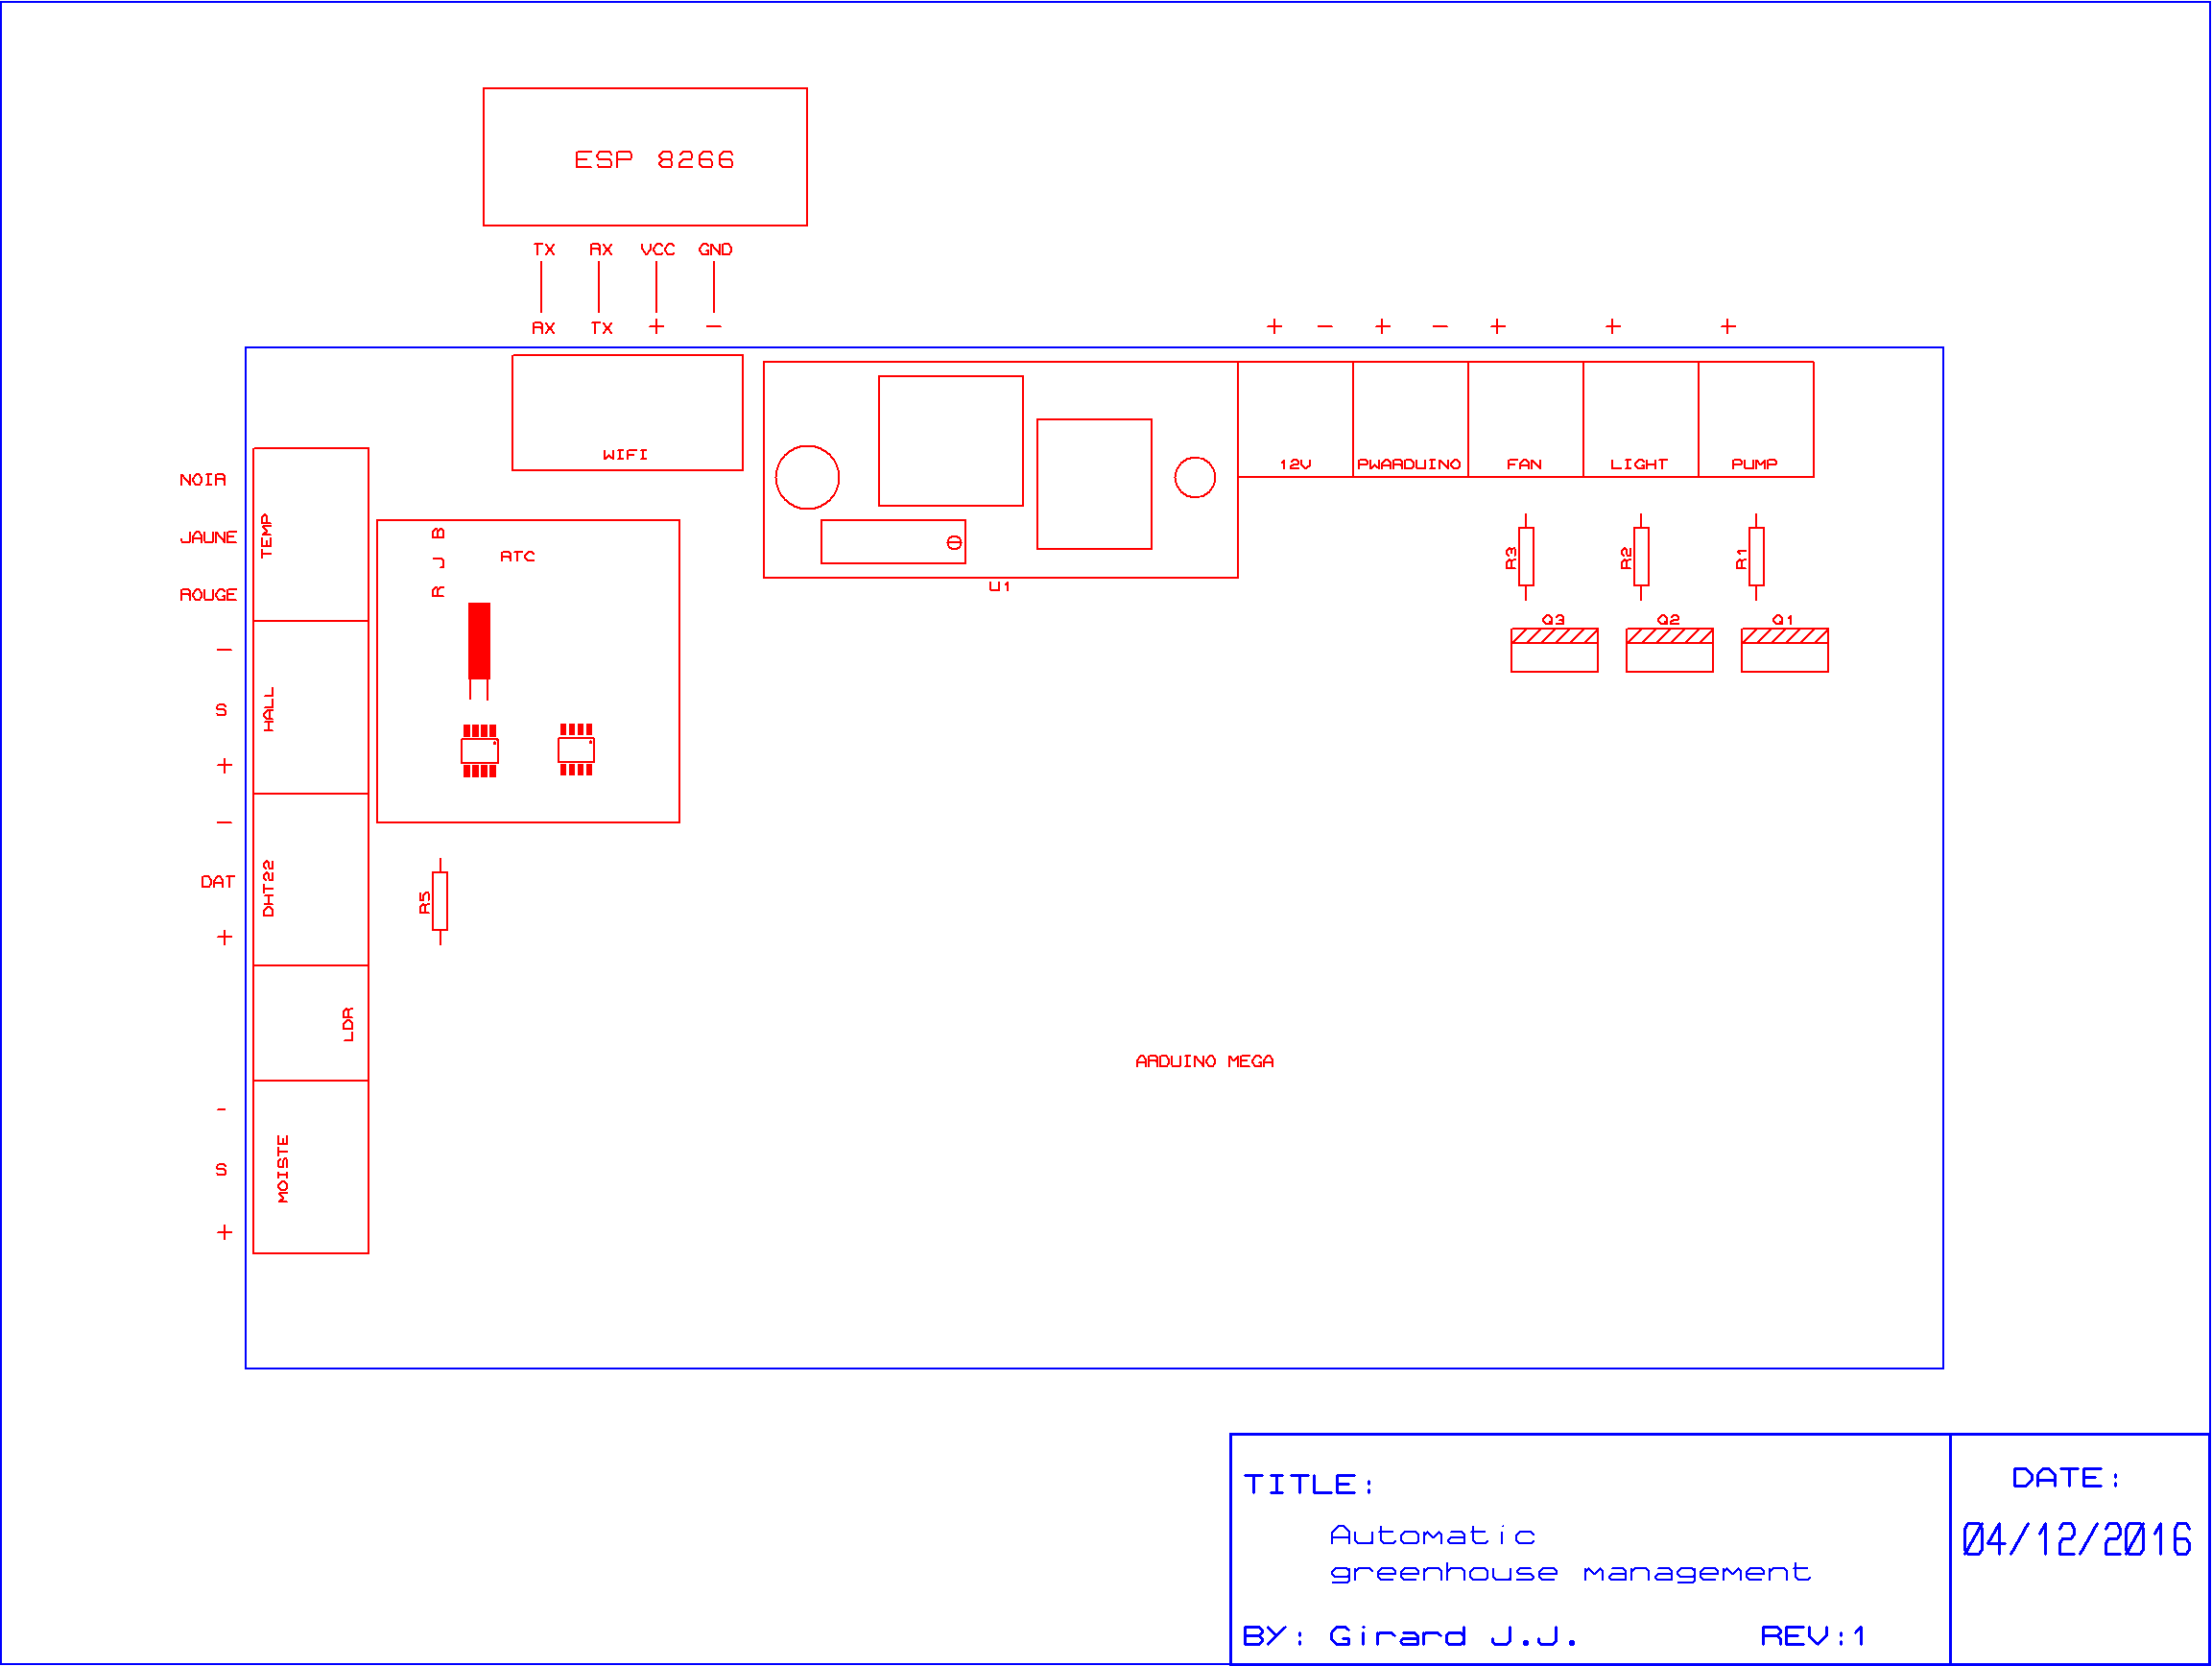 ESP 8266
TX RX VCC GND
RX TX + -
+ - + - + + +
WIFI
12V PWARDUINO FAN LIGHT PUMP
NOIR
JAUNE
ROUGE
TEMP
R J B
RTC
U1
R3 R2 R1
Q3 Q2 Q1
-
S
+
HALL
-
DAT
+
DHT22
R5
LDR
ARDUINO MEGA
-
S
+
MOISTE
TITLE:
Automatic
greenhouse management
BY: Girard J.J. REV:1
DATE:
04/12/2016